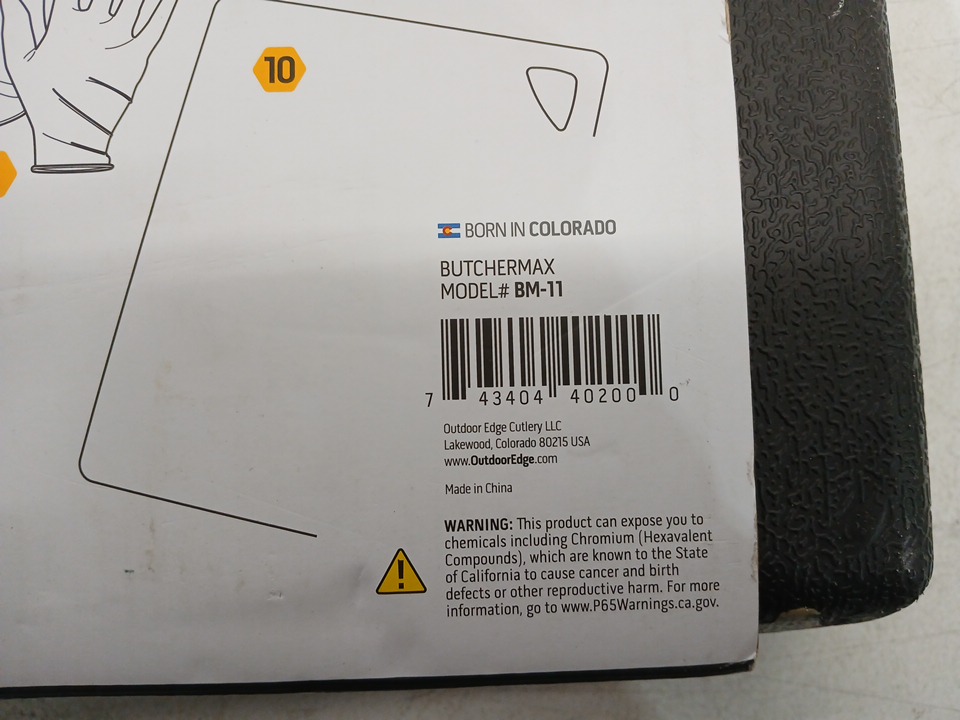 10
BORN IN COLORADO
BUTCHERMAX
MODEL# BM-11
7 43404 40200 0
Outdoor Edge Cutlery LLC
Lakewood, Colorado 80215 USA
www.OutdoorEdge.com
Made in China
WARNING: This product can expose you to
chemicals including Chromium (Hexavalent
Compounds), which are known to the State
of California to cause cancer and birth
defects or other reproductive harm. For more
information, go to www.P65Warnings.ca.gov.